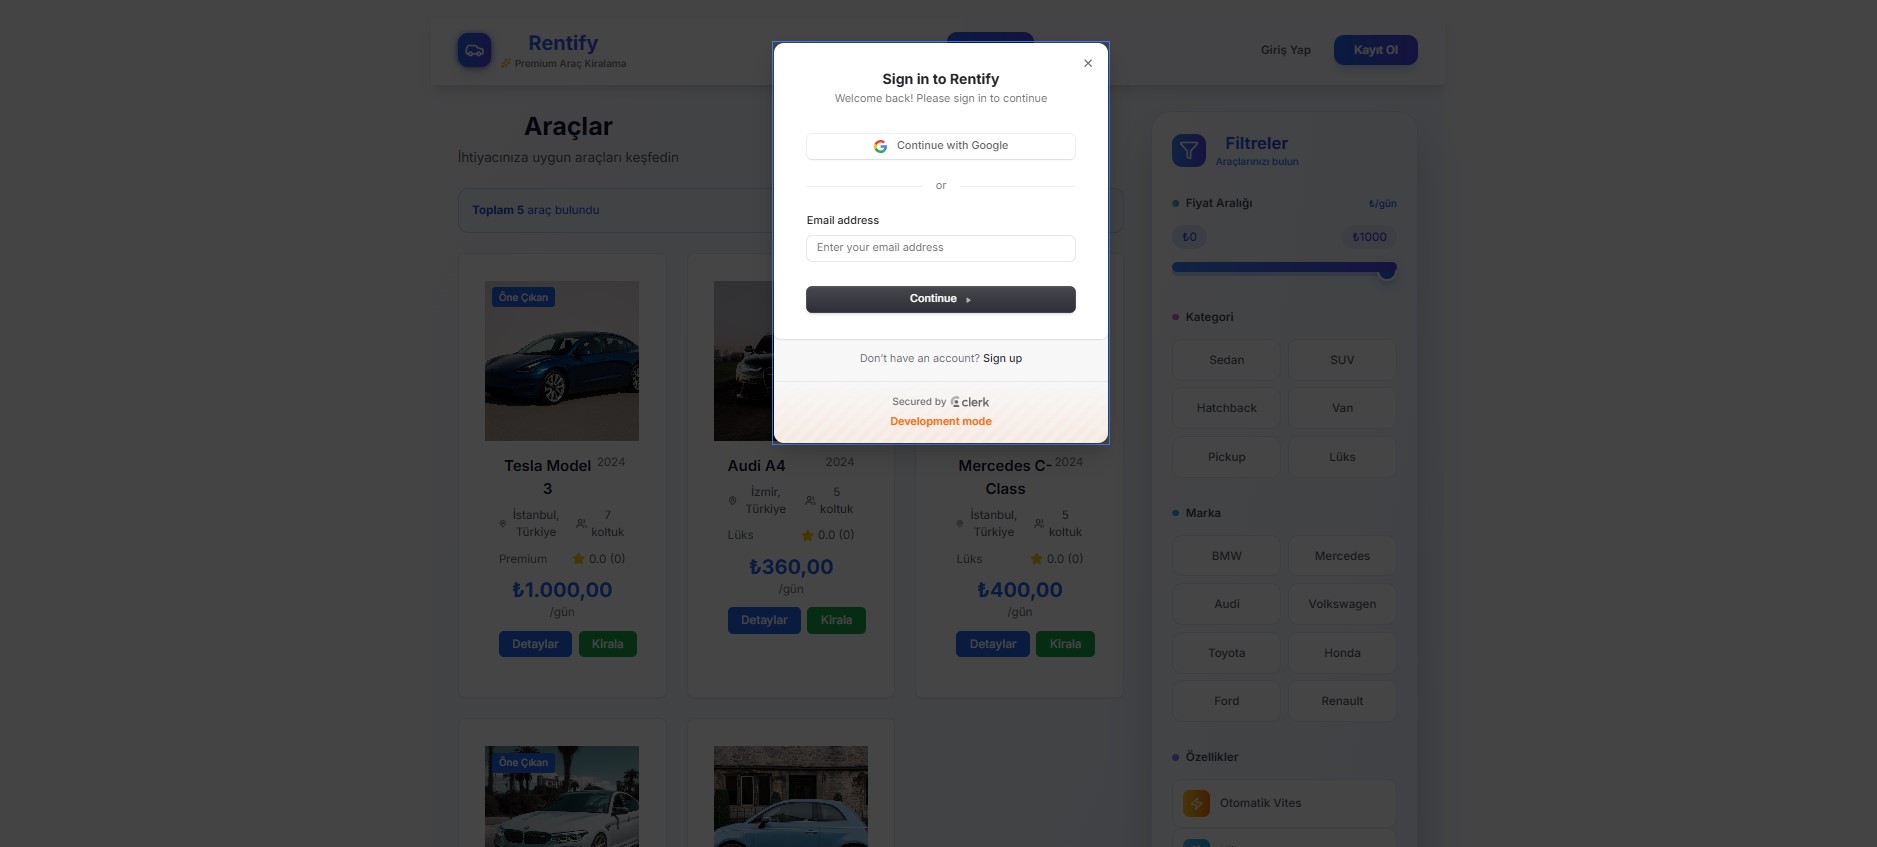 Rentify
Premium Araç Kiralama
Giriş Yap
Kayıt Ol
Araçlar
İhtiyacınıza uygun araçları keşfedin
Toplam 5 araç bulundu
Sign in to Rentify
Welcome back! Please sign in to continue
Continue with Google
or
Email address
Enter your email address
Continue
Don't have an account? Sign up
Secured by clerk
Development mode
Öne Çıkan
Tesla Model 2024
3
İstanbul, 7
Türkiye koltuk
Premium 0.0 (0)
₺1.000,00
/gün
Detaylar Kirala
Audi A4 2024
İzmir, 5
Türkiye koltuk
Lüks 0.0 (0)
₺360,00
/gün
Detaylar Kirala
Mercedes C- 2024
Class
İstanbul, 5
Türkiye koltuk
Lüks 0.0 (0)
₺400,00
/gün
Detaylar Kirala
Öne Çıkan
Filtreler
Araçlarınızı bulun
Fiyat Aralığı ₺/gün
₺0 ₺1000
Kategori
Sedan SUV
Hatchback Van
Pickup Lüks
Marka
BMW Mercedes
Audi Volkswagen
Toyota Honda
Ford Renault
Özellikler
Otomatik Vites